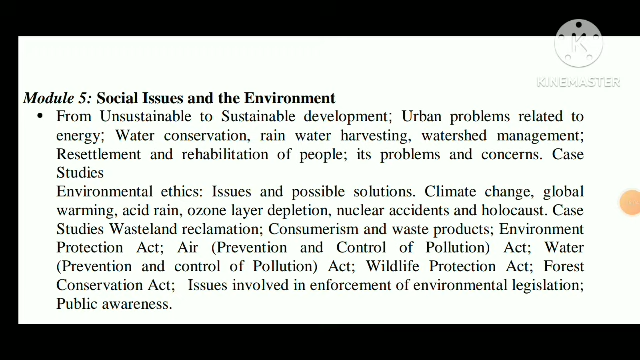 KINEMASTER
Module 5: Social Issues and the Environment
• From Unsustainable to Sustainable development; Urban problems related to
energy; Water conservation, rain water harvesting, watershed management;
Resettlement and rehabilitation of people; its problems and concerns. Case
Studies
Environmental ethics: Issues and possible solutions. Climate change, global
warming, acid rain, ozone layer depletion, nuclear accidents and holocaust. Case
Studies Wasteland reclamation; Consumerism and waste products; Environment
Protection Act; Air (Prevention and Control of Pollution) Act; Water
(Prevention and control of Pollution) Act; Wildlife Protection Act; Forest
Conservation Act; Issues involved in enforcement of environmental legislation;
Public awareness.